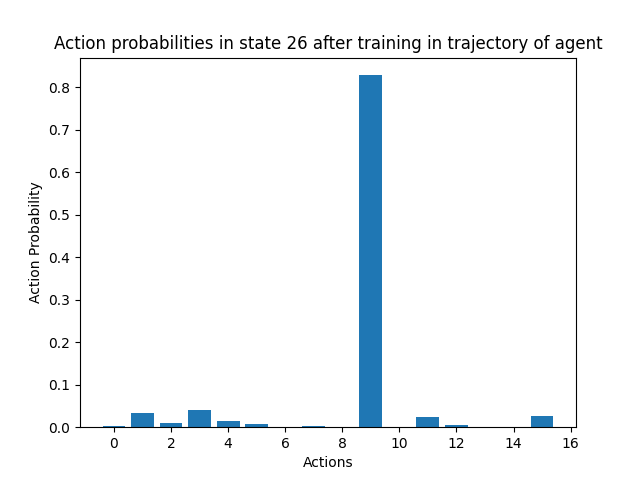 Action probabilities in state 26 after training in trajectory of agent
0.8
0.7
0.6
0.5
0.4
0.3
0.2
0.1
0.0
Action Probability
0 2 4 6 8 10 12 14 16
Actions